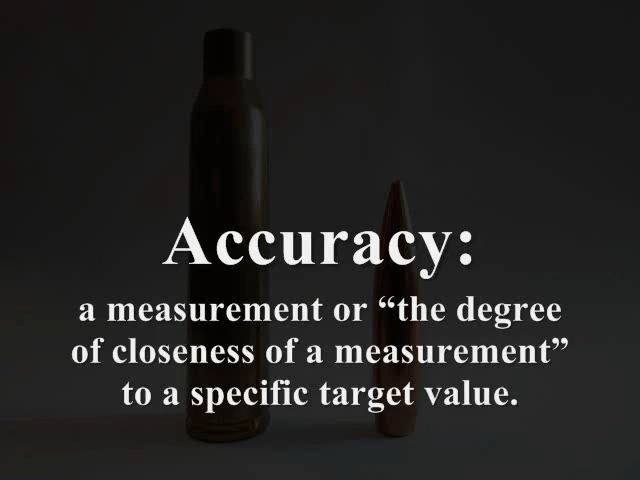 Accuracy:
a measurement or “the degree
of closeness of a measurement”
to a specific target value.